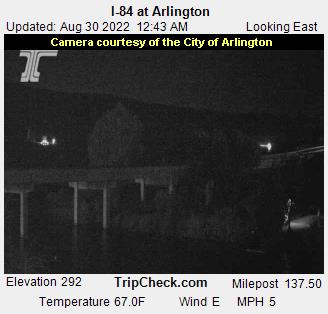 I-84 at Arlington
Updated: Aug 30 2022 12:43 AM Looking East
Camera courtesy of the City of Arlington
Elevation 292 TripCheck.com Milepost 137.50
Temperature 67.0F Wind E MPH 5